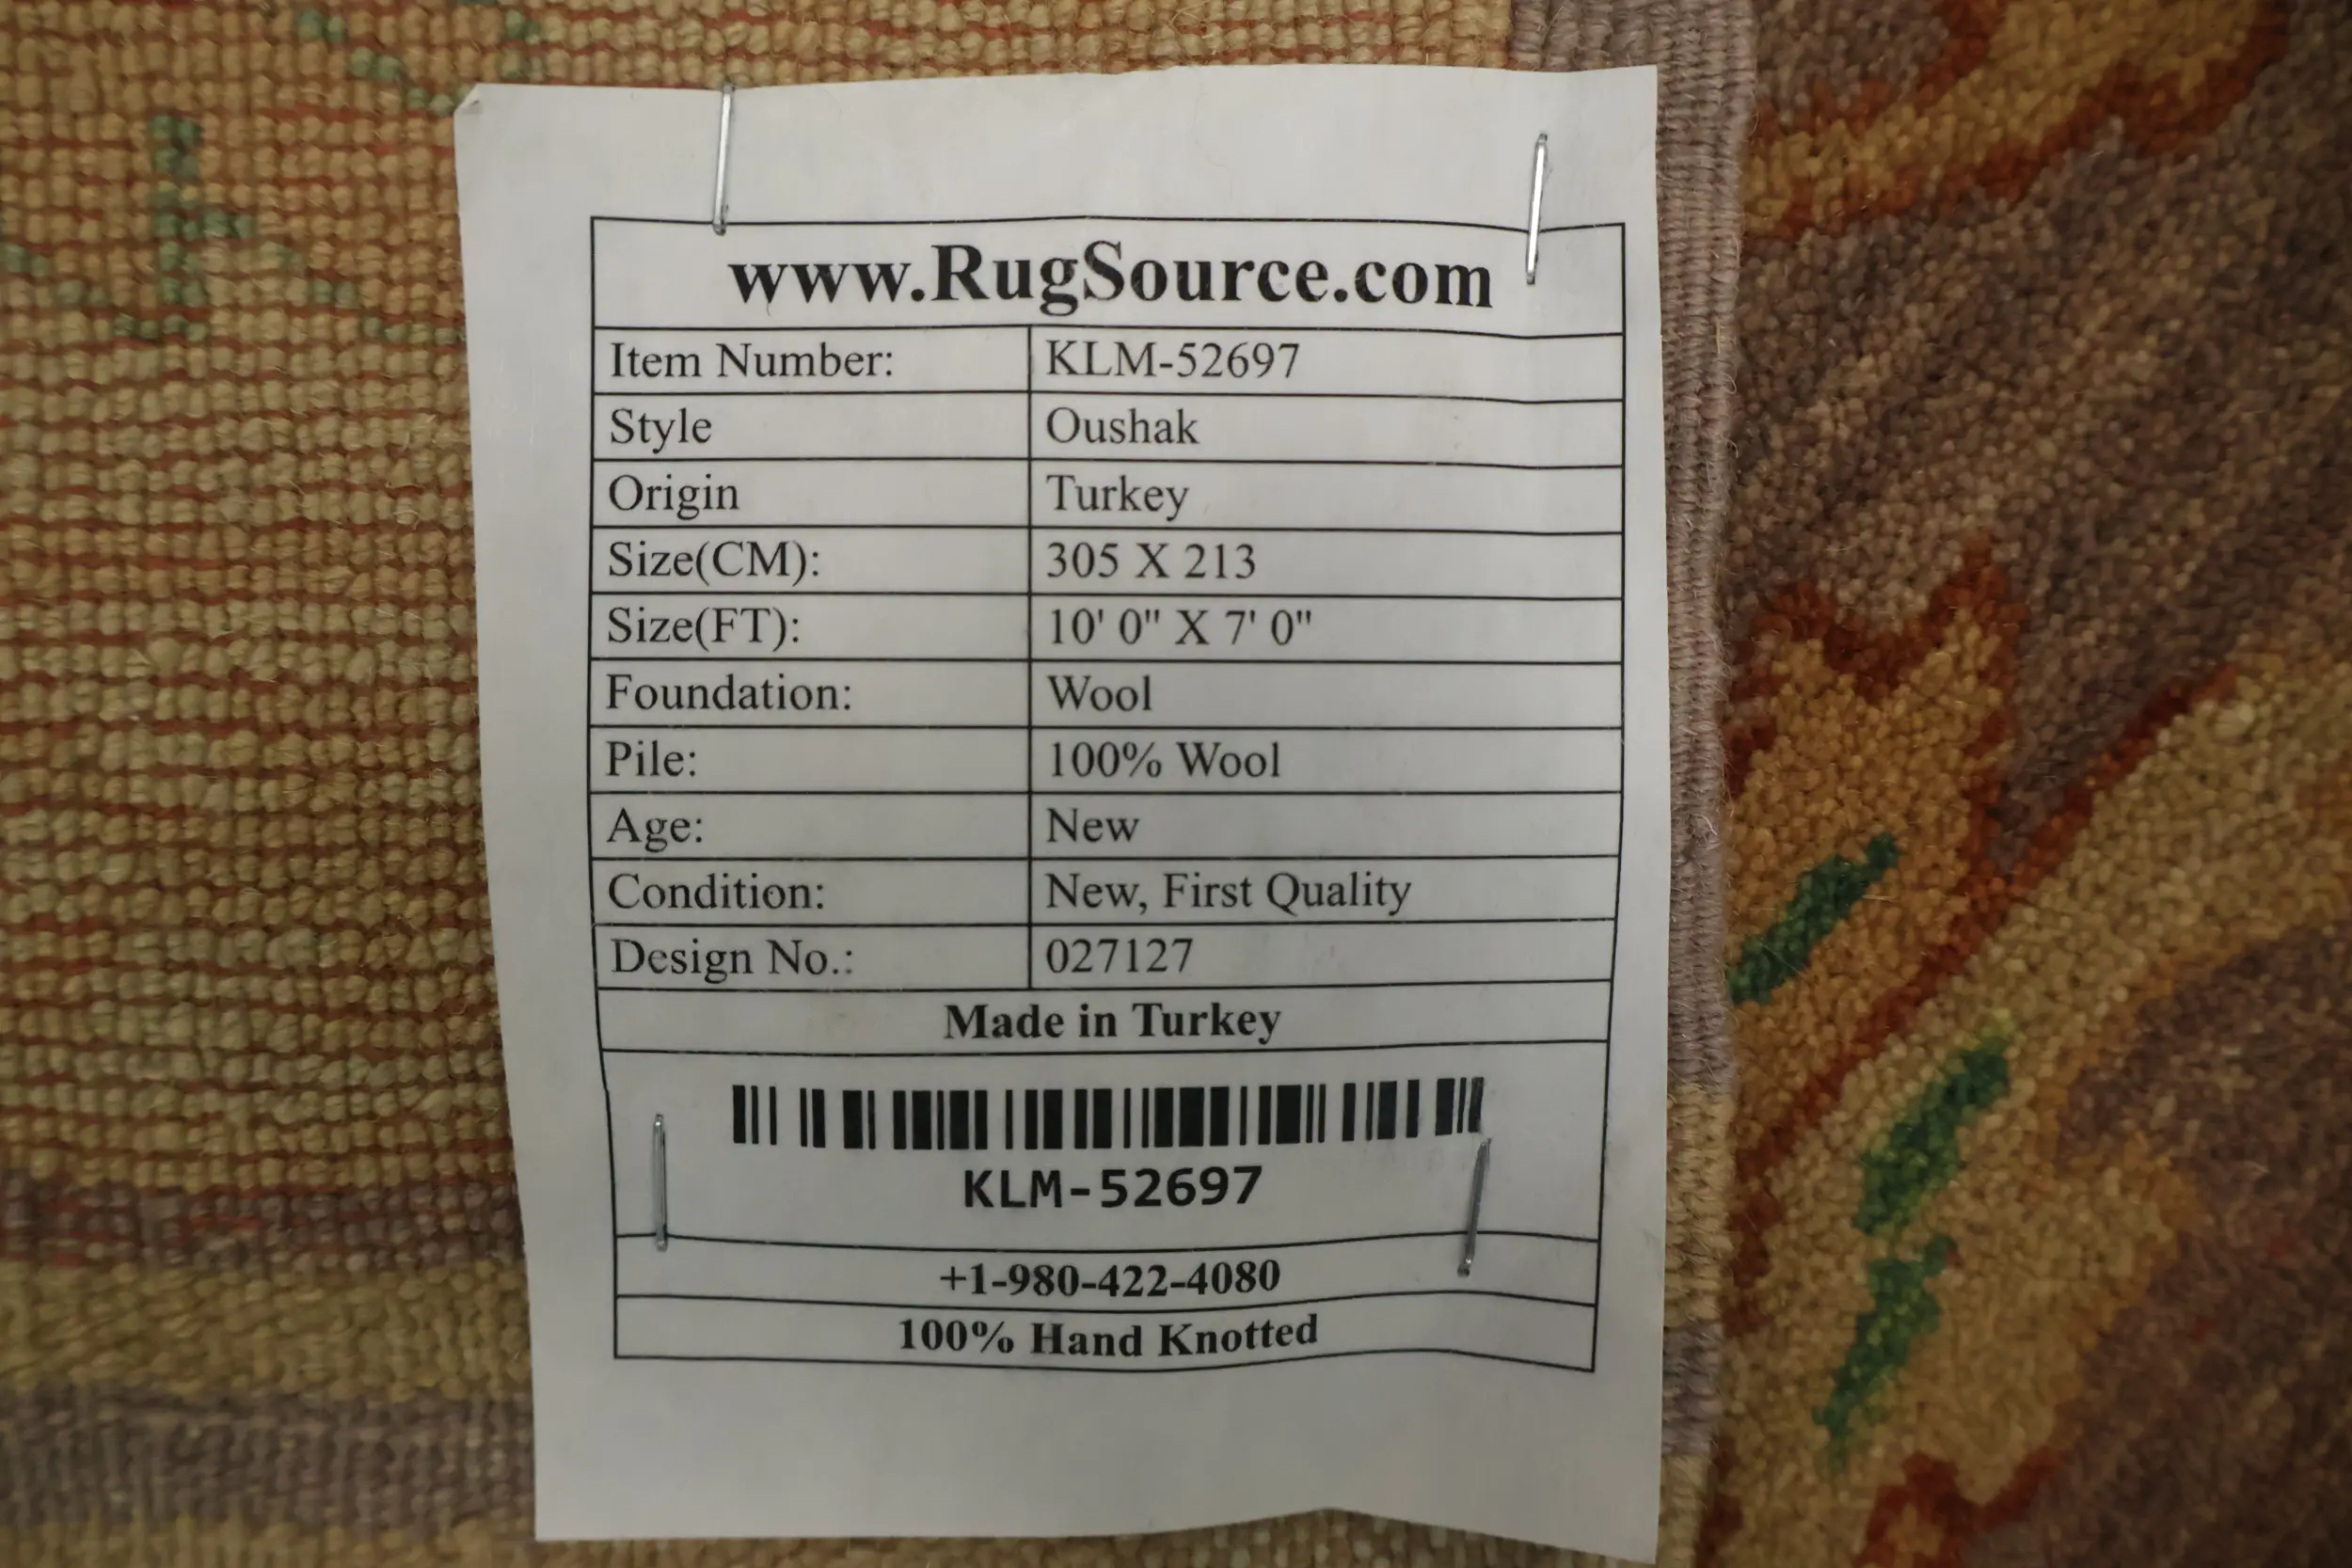 www.RugSource.com
Item Number: KLM-52697
Style Oushak
Origin Turkey
Size(CM): 305 X 213
Size(FT): 10' 0" X 7' 0"
Foundation: Wool
Pile: 100% Wool
Age: New
Condition: New, First Quality
Design No.: 027127
Made in Turkey
KLM-52697
+1-980-422-4080
100% Hand Knotted